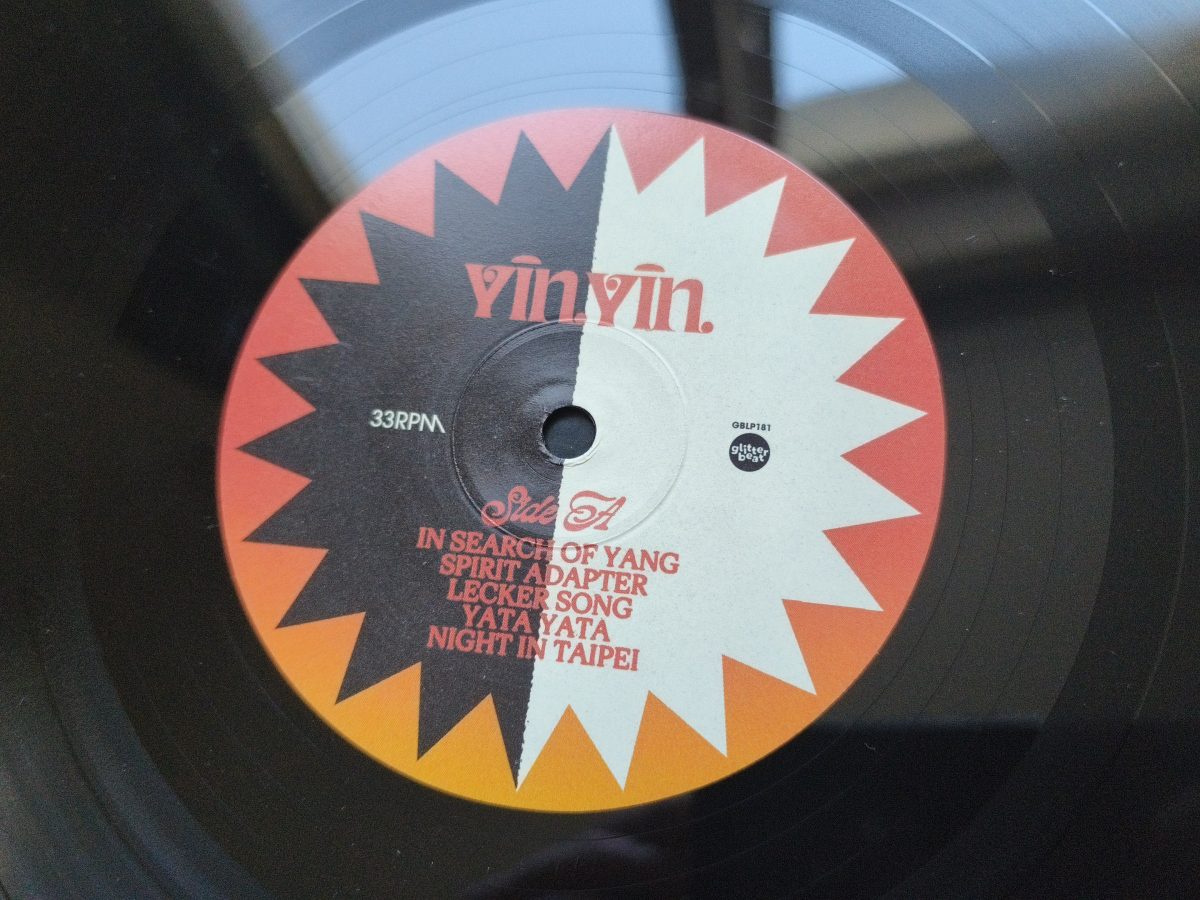 Yīn Yīn.
33RPM
GBLP181
glitter
beat
Side A
IN SEARCH OF YANG
SPIRIT ADAPTER
LECKER SONG
YATA YATA
NIGHT IN TAIPEI